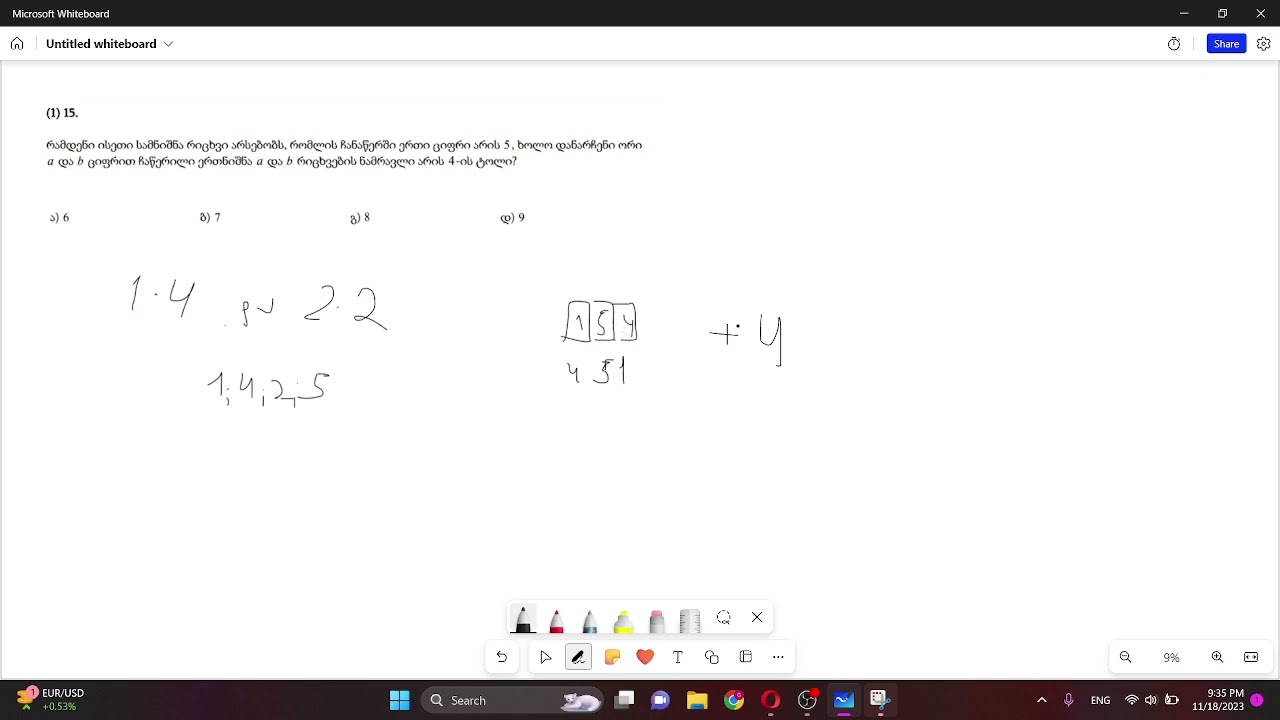 Microsoft Whiteboard
Untitled whiteboard
Share
(1) 15.
რამდენი ისეთი სამნიშნა რიცხვი არსებობს, რომლის ჩანაწერში ერთი ციფრი არის 5, ხოლო დანარჩენი ორი
a და b ციფრით ჩაწერილი ერთნიშნა a და b რიცხვების ნამრავლი არის 4-ის ტოლი?
ა) 6 ბ) 7 გ) 8 დ) 9
1·4 2·2
1 5 4 + 4
4 5 1
1; 4; 2; 5
9%
EUR/USD
+0.53%
Search
ENG
9:35 PM
11/18/2023